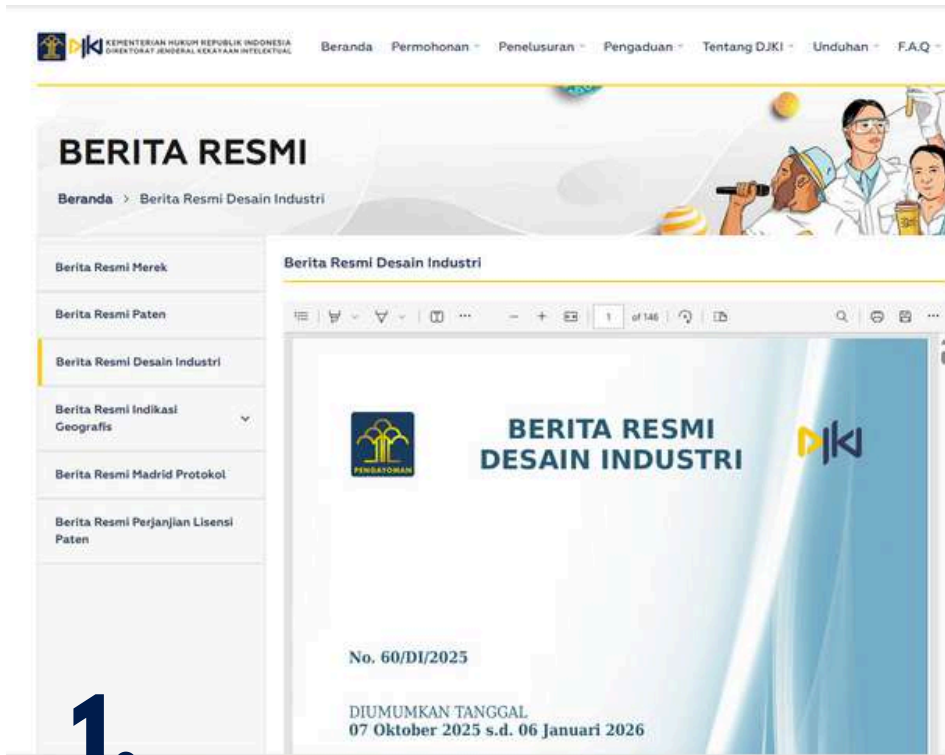 KEMENTERIAN HUKUM REPUBLIK INDONESIA
DIREKTORAT JENDERAL KEKAYAAN INTELEKTUAL
Beranda Permohonan Penelusuran Pengaduan Tentang DJKI Unduhan F.A.Q
BERITA RESMI
Beranda > Berita Resmi Desain Industri
Berita Resmi Merek
Berita Resmi Paten
Berita Resmi Desain Industri
Berita Resmi Indikasi
Geografis
Berita Resmi Madrid Protokol
Berita Resmi Perjanjian Lisensi
Paten
Berita Resmi Desain Industri
1 of 146
PENGAYOMAN
BERITA RESMI
DESAIN INDUSTRI
DJKI
No. 60/DI/2025
DIUMUMKAN TANGGAL
07 Oktober 2025 s.d. 06 Januari 2026
1.